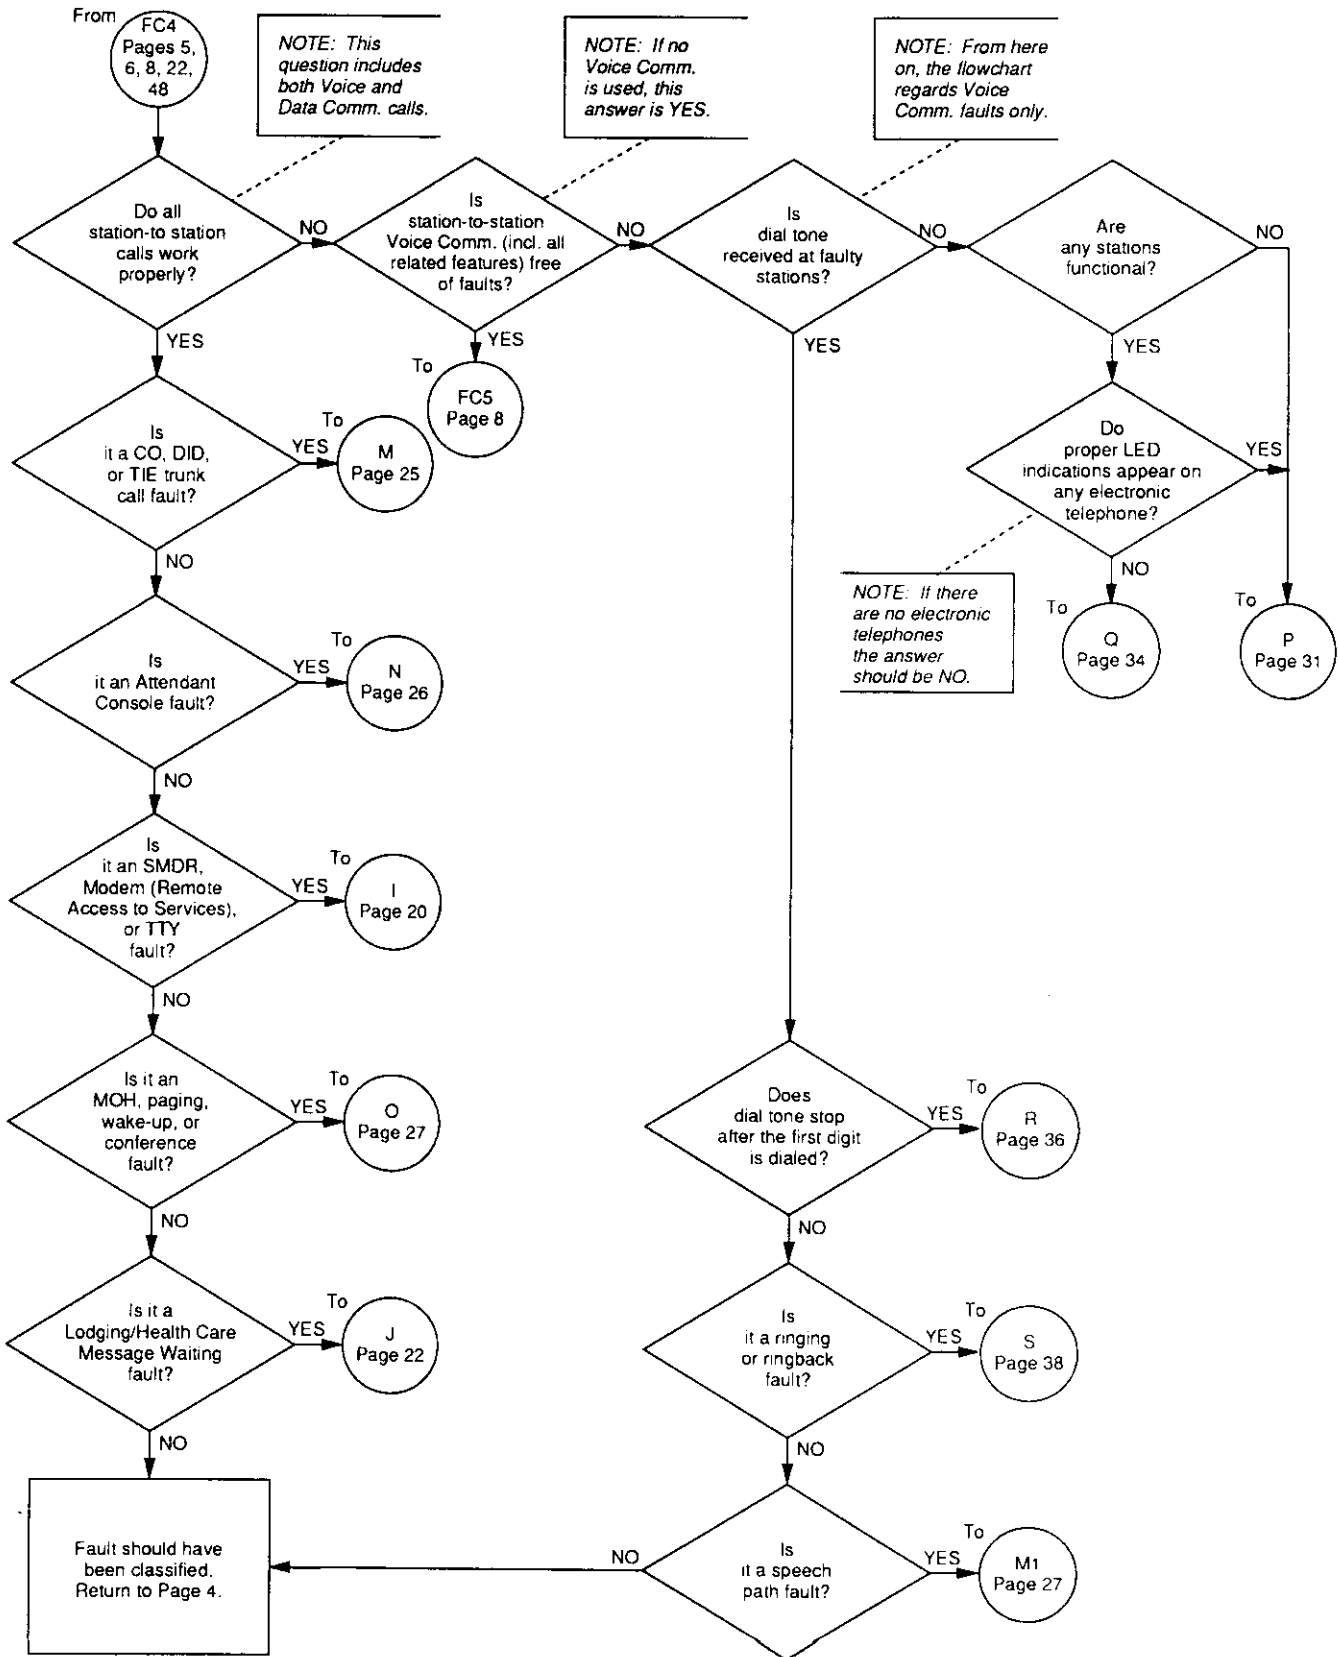 From
FC4
Pages 5,
6, 8, 22,
48
NOTE: This
question includes
both Voice and
Data Comm. calls.
NOTE: If no
Voice Comm.
is used, this
answer is YES.
NOTE: From here
on, the flowchart
regards Voice
Comm. faults only.
Do all
station-to station
calls work
properly?
NO
YES
Is
station-to-station
Voice Comm. (incl. all
related features) free
of faults?
NO
YES
To
FC5
Page 8
Is
dial tone
received at faulty
stations?
NO
YES
Are
any stations
functional?
NO
YES
Do
proper LED
indications appear on
any electronic
telephone?
YES
NO
NOTE: If there
are no electronic
telephones
the answer
should be NO.
To
Q
Page 34
To
P
Page 31
Is
it a CO, DID,
or TIE trunk
call fault?
YES
To
M
Page 25
NO
Is
it an Attendant
Console fault?
YES
To
N
Page 26
NO
Is
it an SMDR,
Modem (Remote
Access to Services),
or TTY
fault?
YES
To
I
Page 20
NO
Is it an
MOH, paging,
wake-up, or
conference
fault?
YES
To
O
Page 27
NO
Is it a
Lodging/Health Care
Message Waiting
fault?
YES
To
J
Page 22
NO
Fault should have
been classified.
Return to Page 4.
Does
dial tone stop
after the first digit
is dialed?
YES
To
R
Page 36
NO
Is
it a ringing
or ringback
fault?
YES
To
S
Page 38
NO
Is
it a speech
path fault?
YES
To
M1
Page 27
NO